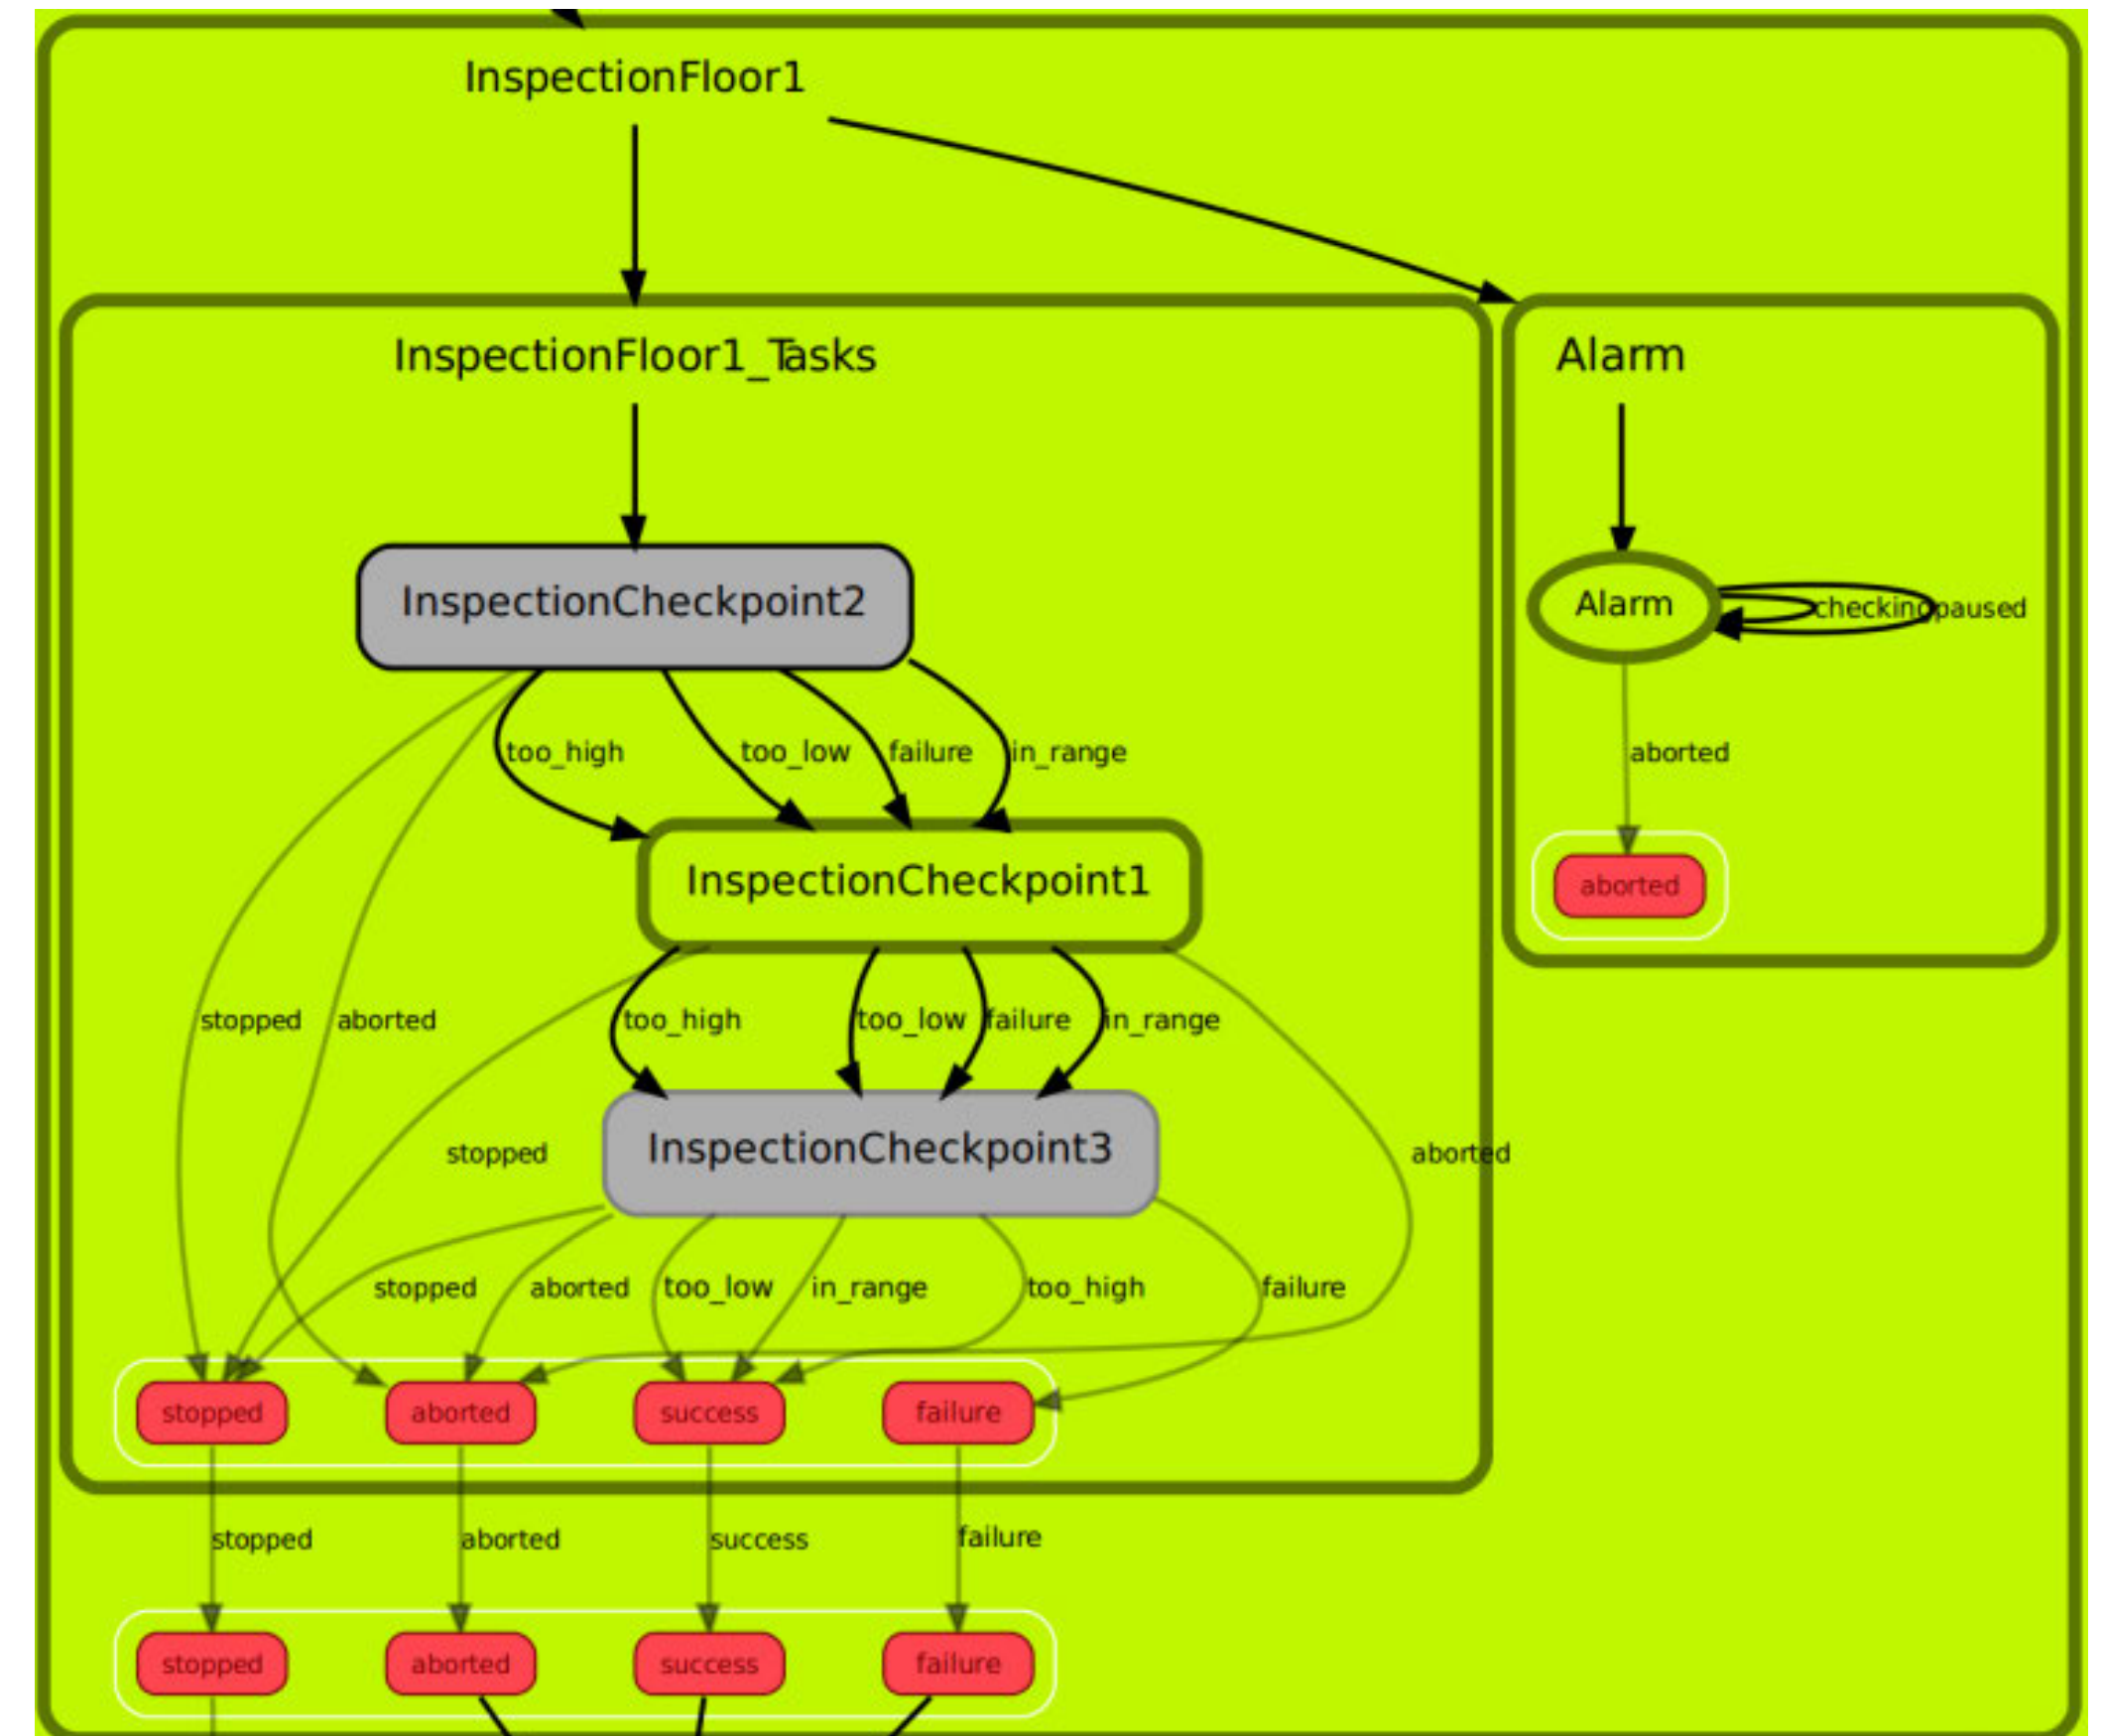 InspectionFloor1
InspectionFloor1_Tasks
Alarm
InspectionCheckpoint2
Alarm
checking
paused
too_high
too_low
failure
in_range
aborted
InspectionCheckpoint1
aborted
stopped
aborted
too_high
too_low
failure
in_range
InspectionCheckpoint3
stopped
aborted
stopped
aborted
too_low
in_range
too_high
failure
stopped
aborted
success
failure
stopped
aborted
success
failure
stopped
aborted
success
failure